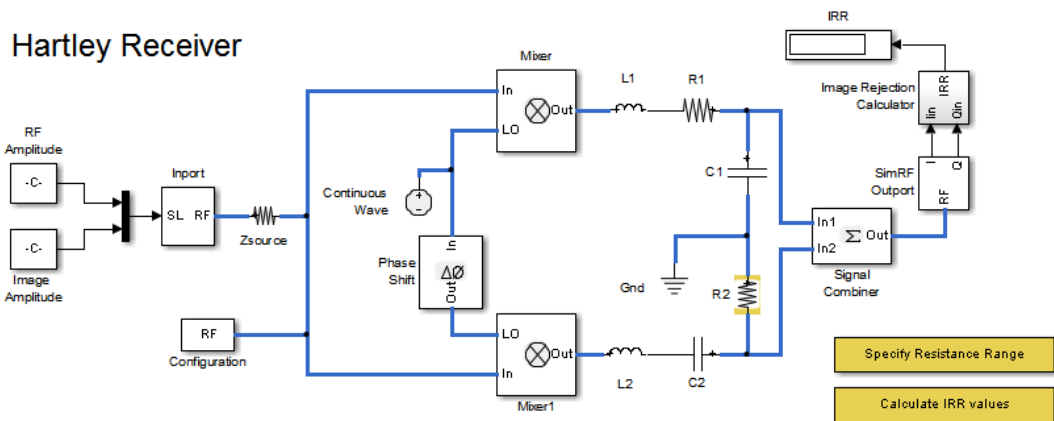 Hartley Receiver
IRR
Mixer
L1
R1
In
Out
LO
Image Rejection
Calculator
IRR
Iin
Qin
RF
Amplitude
-C-
Inport
SL RF
Zsource
-C-
Image
Amplitude
Continuous
Wave
C1
SimRF
Outport
I
Q
RF
In
ΔØ
Out
Phase
Shift
Gnd
R2
In1
In2
Σ Out
Signal
Combiner
RF
Configuration
LO
In
Out
Mixer1
L2
C2
Specify Resistance Range
Calculate IRR values